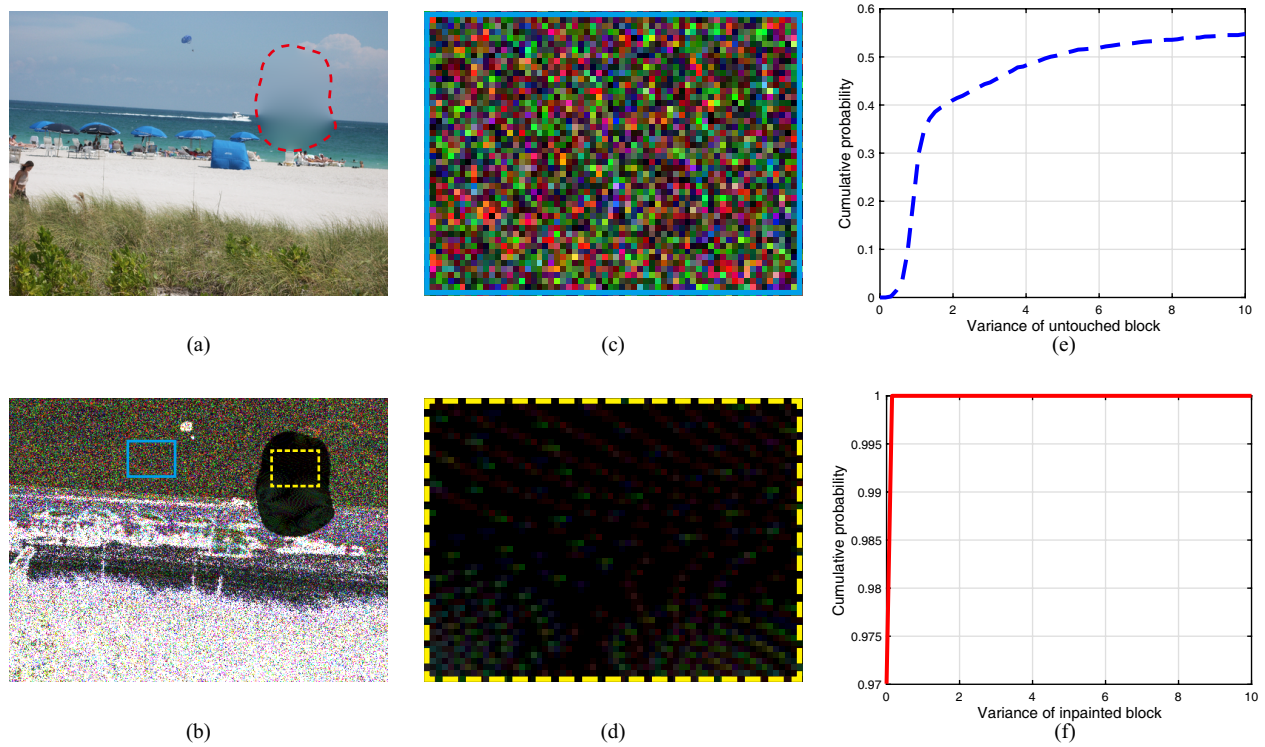 (a)
(c)
0.6
0.5
0.4
0.3
0.2
0.1
0
Cumulative probability
0 2 4 6 8 10
Variance of untouched block
(e)
(b)
(d)
1
0.995
0.99
0.985
0.98
0.975
0.97
Cumulative probability
0 2 4 6 8 10
Variance of inpainted block
(f)